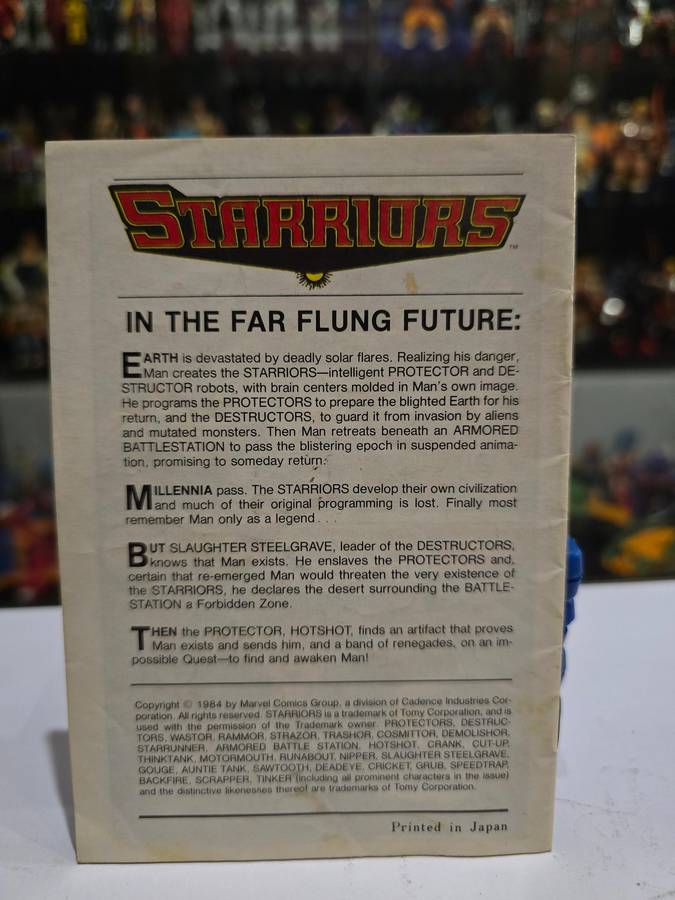 STARRIORS™
IN THE FAR FLUNG FUTURE:
EARTH is devastated by deadly solar flares. Realizing his danger,
Man creates the STARRIORS—intelligent PROTECTOR and DE-
STRUCTOR robots, with brain centers molded in Man's own image.
He programs the PROTECTORS to prepare the blighted Earth for his
return, and the DESTRUCTORS, to guard it from invasion by aliens
and mutated monsters. Then Man retreats beneath an ARMORED
BATTLESTATION to pass the blistering epoch in suspended anima-
tion, promising to someday return:
MILLENNIA pass. The STARRIORS develop their own civilization
and much of their original programming is lost. Finally most
remember Man only as a legend . . .
BUT SLAUGHTER STEELGRAVE, leader of the DESTRUCTORS,
knows that Man exists. He enslaves the PROTECTORS and,
certain that re-emerged Man would threaten the very existence of
the STARRIORS, he declares the desert surrounding the BATTLE-
STATION a Forbidden Zone.
THEN the PROTECTOR, HOTSHOT, finds an artifact that proves
Man exists and sends him, and a band of renegades, on an im-
possible Quest—to find and awaken Man!
Copyright © 1984 by Marvel Comics Group, a division of Cadence Industries Cor-
poration. All rights reserved. STARRIORS is a trademark of Tomy Corporation, and is
used with the permission of the Trademark owner. PROTECTORS, DESTRUC-
TORS, WASTOR, RAMMOR, STRAZOR, TRASHOR, COSMITTOR, DEMOLISHOR,
STARRUNNER, ARMORED BATTLE STATION, HOTSHOT, CRANK, CUT-UP,
THINKTANK, MOTORMOUTH, RUNABOUT, NIPPER, SLAUGHTER STEELGRAVE,
GOUGE, AUNTIE TANK, SAWTOOTH, DEADEYE, CRICKET, GRUB, SPEEDTRAP,
BACKFIRE, SCRAPPER, TINKER (including all prominent characters in the issue)
and the distinctive likenesses thereof are trademarks of Tomy Corporation.
Printed in Japan